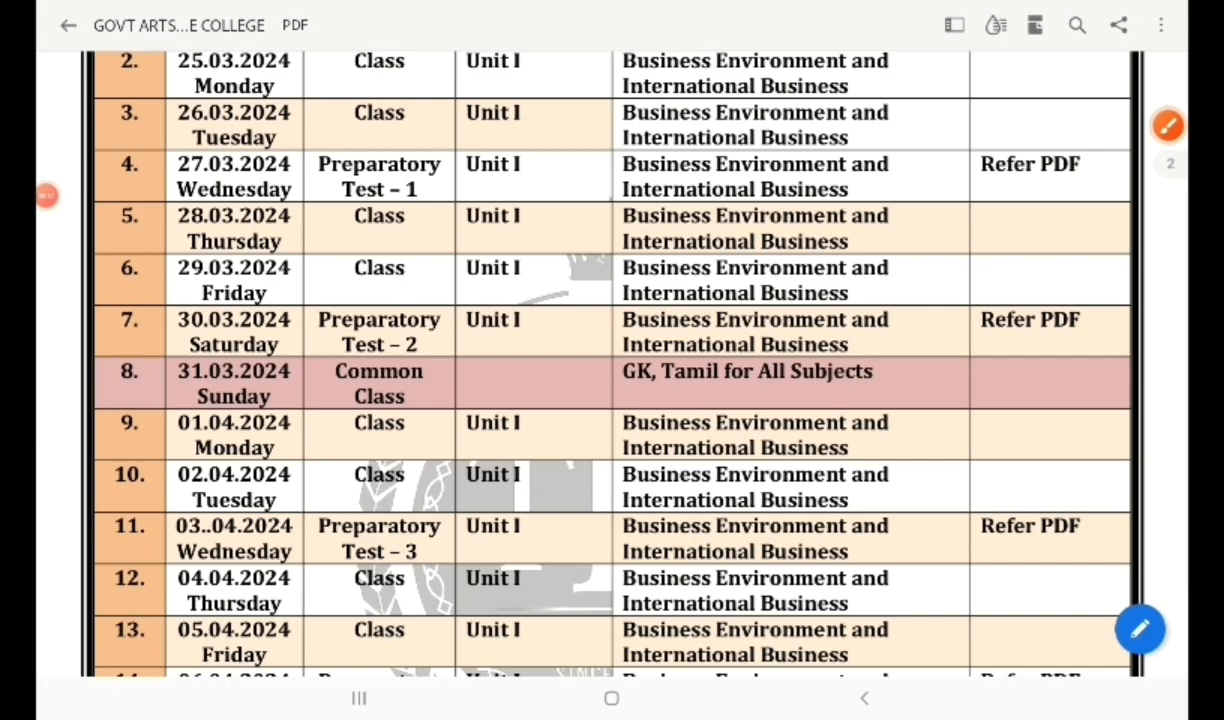 GOVT ARTS...E COLLEGE PDF
2. 25.03.2024 Class Unit I Business Environment and
Monday International Business
3. 26.03.2024 Class Unit I Business Environment and
Tuesday International Business
4. 27.03.2024 Preparatory Unit I Business Environment and Refer PDF
Wednesday Test – 1 International Business
5. 28.03.2024 Class Unit I Business Environment and
Thursday International Business
6. 29.03.2024 Class Unit I Business Environment and
Friday International Business
7. 30.03.2024 Preparatory Unit I Business Environment and Refer PDF
Saturday Test – 2 International Business
8. 31.03.2024 Common GK, Tamil for All Subjects
Sunday Class
9. 01.04.2024 Class Unit I Business Environment and
Monday International Business
10. 02.04.2024 Class Unit I Business Environment and
Tuesday International Business
11. 03..04.2024 Preparatory Unit I Business Environment and Refer PDF
Wednesday Test – 3 International Business
12. 04.04.2024 Class Unit I Business Environment and
Thursday International Business
13. 05.04.2024 Class Unit I Business Environment and
Friday International Business
2